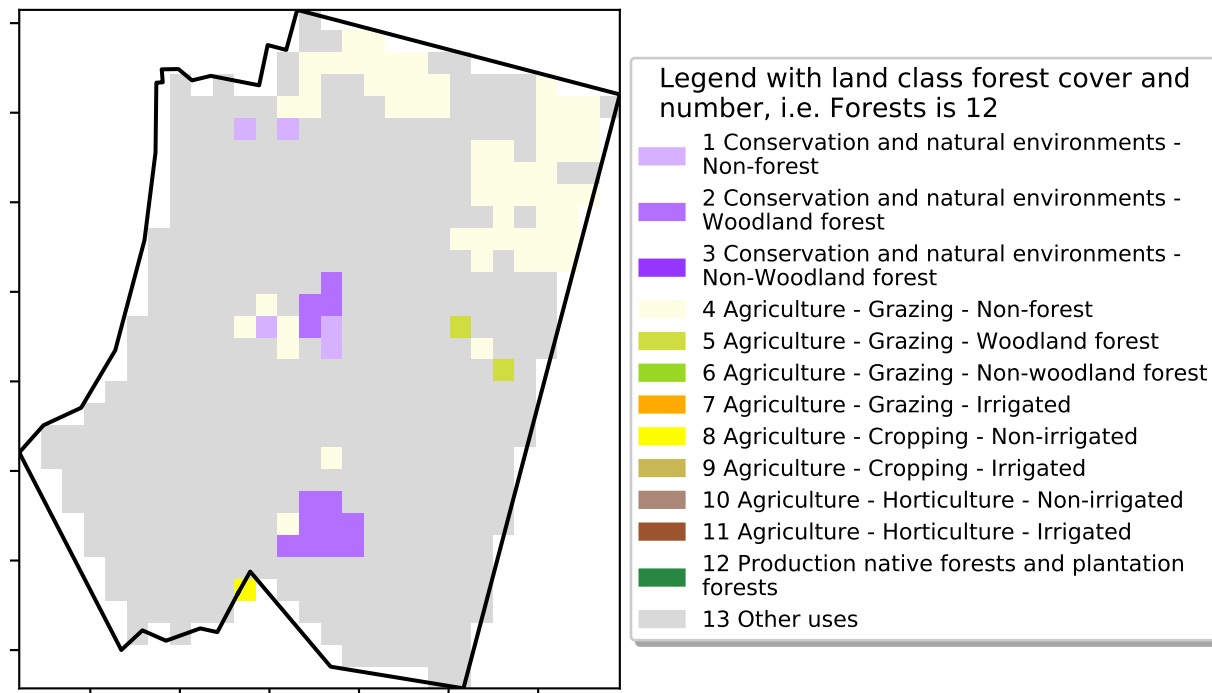 Legend with land class forest cover and
number, i.e. Forests is 12
1 Conservation and natural environments -
Non-forest
2 Conservation and natural environments -
Woodland forest
3 Conservation and natural environments -
Non-Woodland forest
4 Agriculture - Grazing - Non-forest
5 Agriculture - Grazing - Woodland forest
6 Agriculture - Grazing - Non-woodland forest
7 Agriculture - Grazing - Irrigated
8 Agriculture - Cropping - Non-irrigated
9 Agriculture - Cropping - Irrigated
10 Agriculture - Horticulture - Non-irrigated
11 Agriculture - Horticulture - Irrigated
12 Production native forests and plantation
forests
13 Other uses